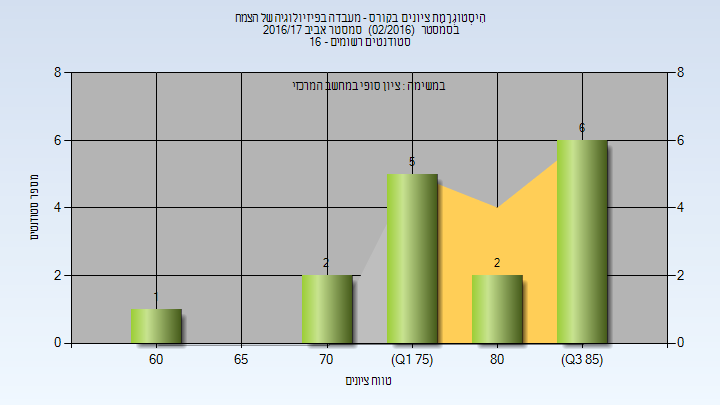 היסטוגרמת ציונים בקורס - מעבדה בפיזיולוגיה של הצמח
בסמסטר (02/2016) סמסטר אביב 2016/17
סטודנטים רשומים - 16
במשימה : ציון סופי במחשב המרכזי
8 8
6 6
4 4
2 2
0 0
1 2 5 2 6
מספר סטודנטים
60 65 70 (Q1 75) 80 (Q3 85)
טווח ציונים